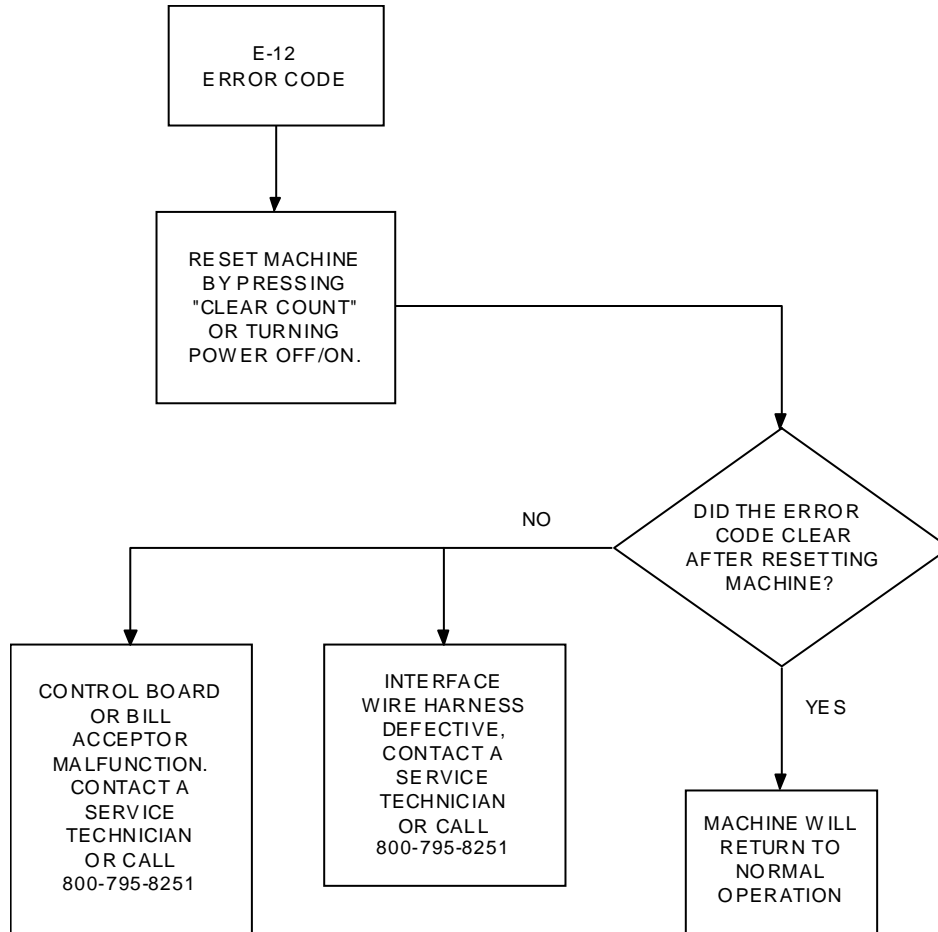 E-12
ERROR CODE
RESET MACHINE
BY PRESSING
"CLEAR COUNT"
OR TURNING
POWER OFF/ON.
DID THE ERROR
CODE CLEAR
AFTER RESETTING
MACHINE?
NO
YES
CONTROL BOARD
OR BILL
ACCEPTOR
MALFUNCTION.
CONTACT A
SERVICE
TECHNICIAN
OR CALL
800-795-8251
INTERFACE
WIRE HARNESS
DEFECTIVE,
CONTACT A
SERVICE
TECHNICIAN
OR CALL
800-795-8251
MACHINE WILL
RETURN TO
NORMAL
OPERATION